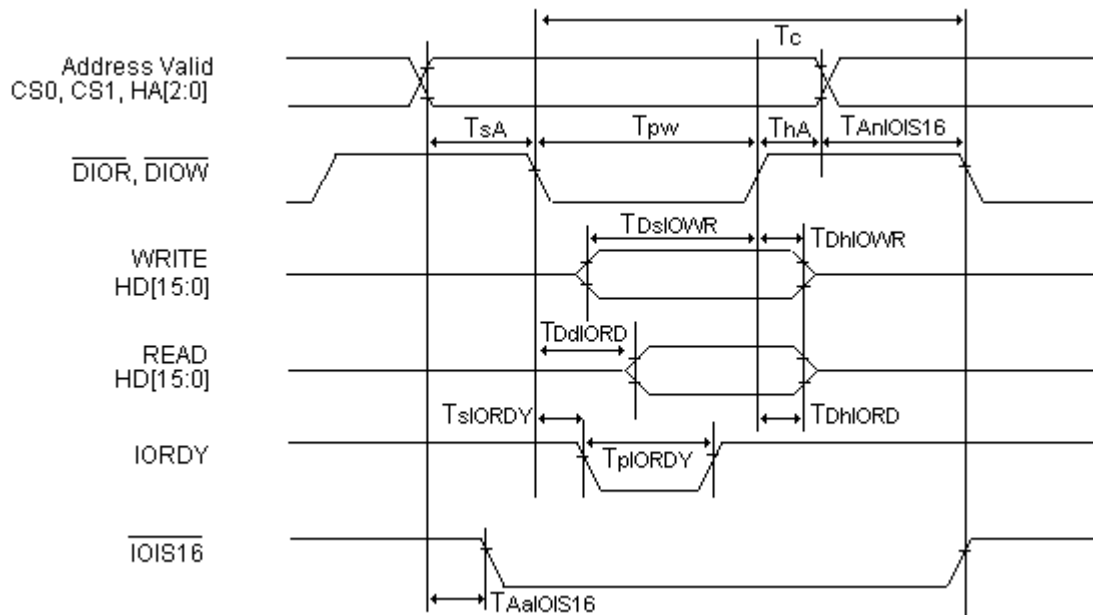 Tc
Address Valid
CS0, CS1, HA[2:0]
TsA
Tpw
ThA
TAnIOIS16
DIOR, DIOW
TDsIOWR
TDhIOWR
WRITE
HD[15:0]
TDdIORD
READ
HD[15:0]
TsIORDY
TDhIORD
IORDY
TpIORDY
IOIS16
TAaIOIS16